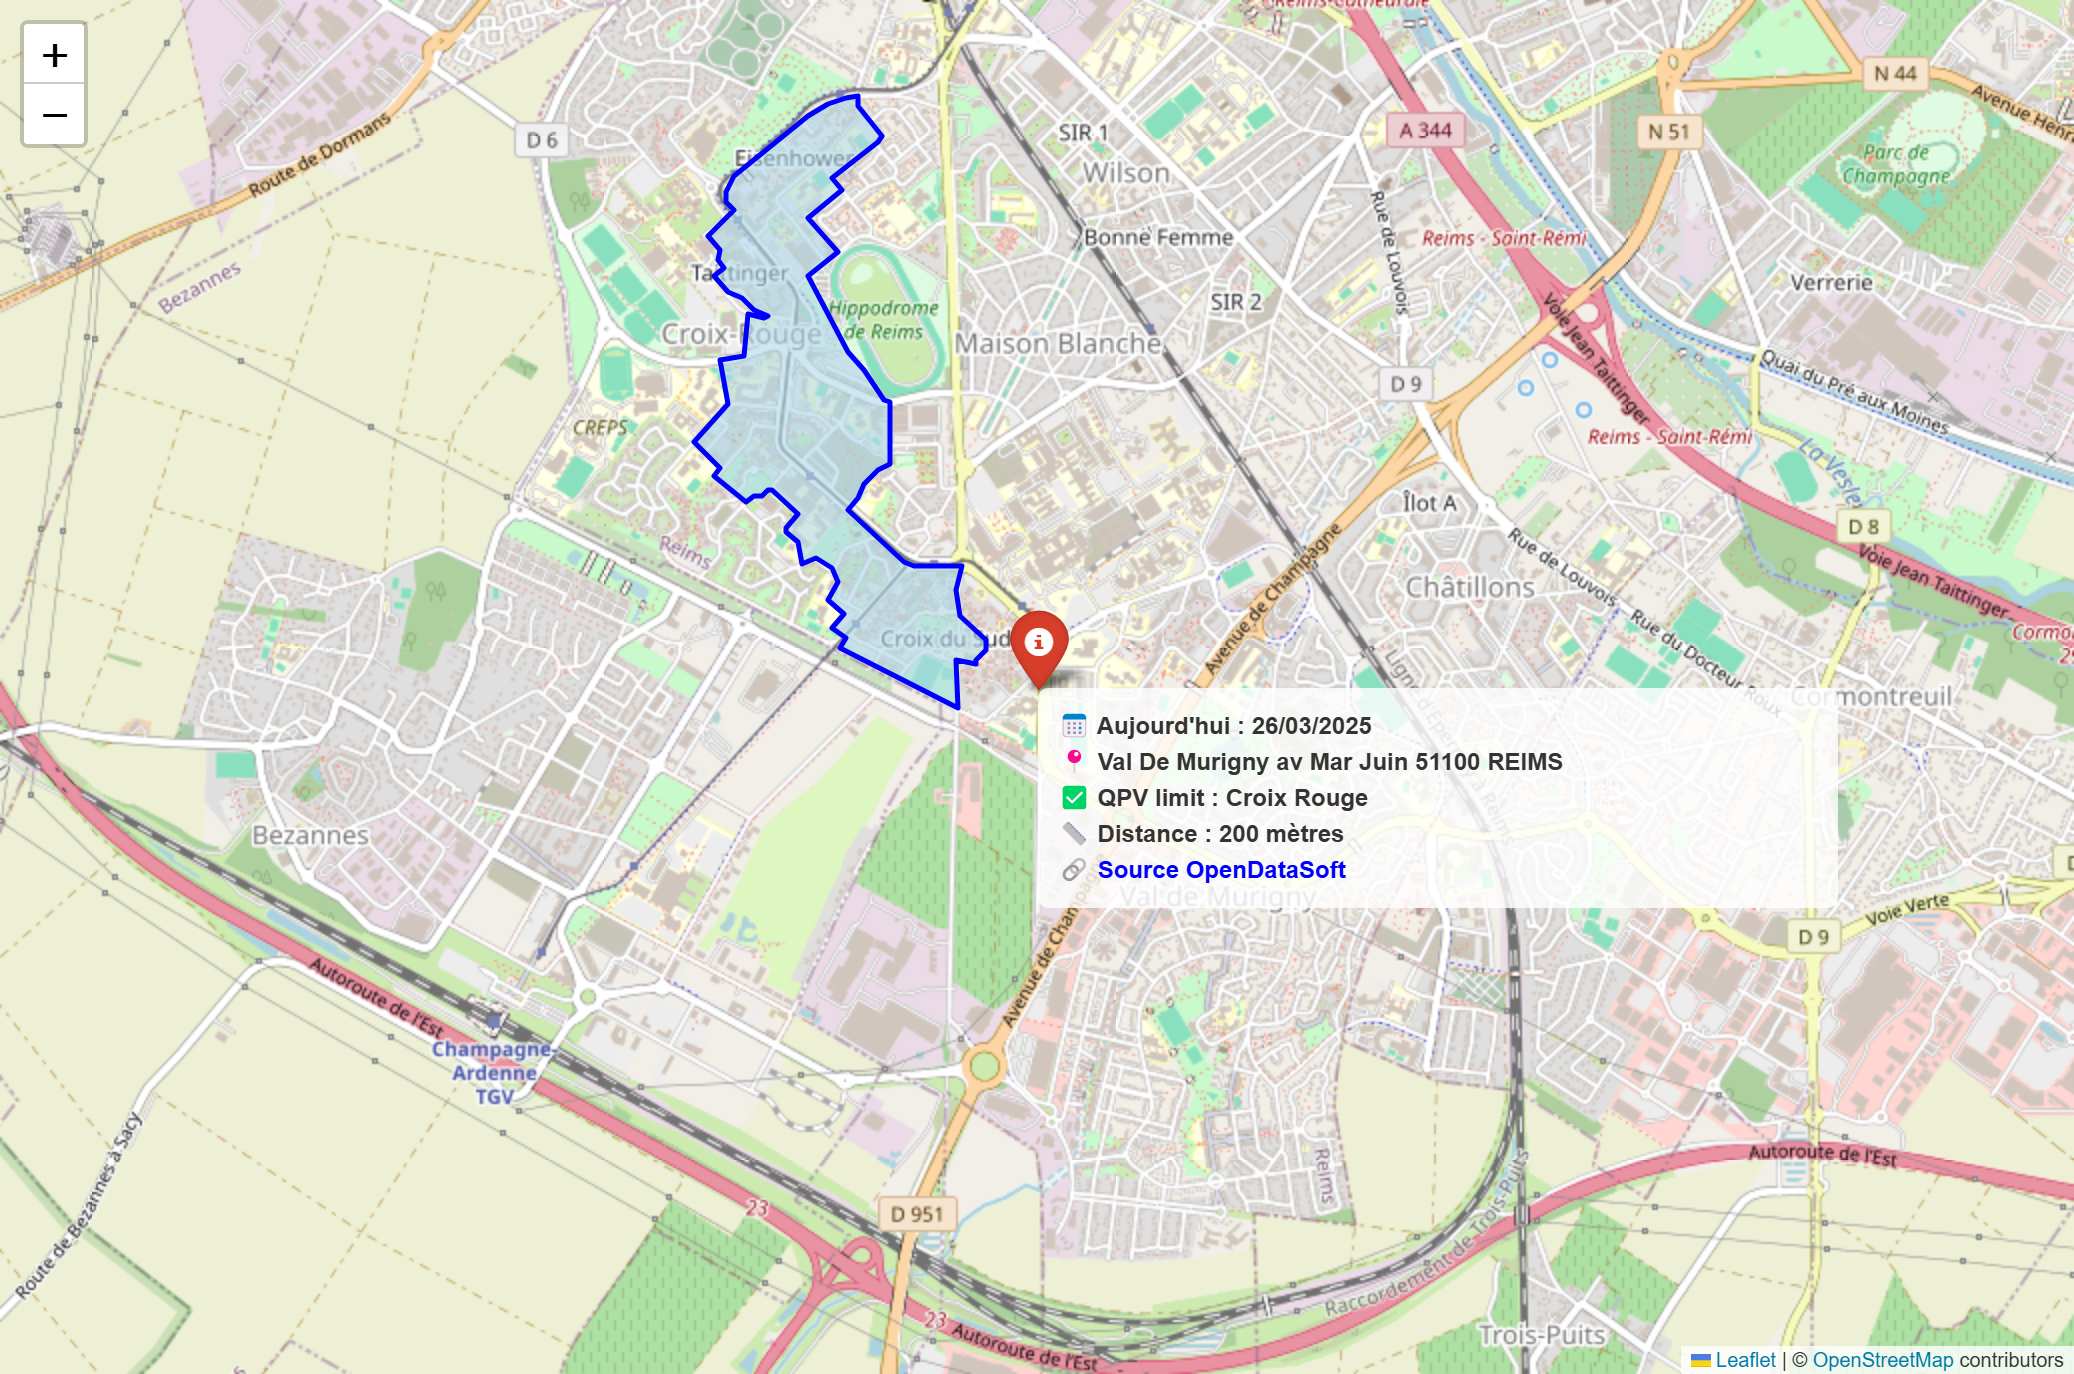 +
−
Reims-Cathédrale
N 44
Avenue Henri
Route de Dormans
D 6
SIR 1
A 344
N 51
Parc de
Champagne
Eisenhower
Wilson
Rue de Louvois
Bonne Femme
Reims - Saint-Rémi
Bezannes
Taittinger
Verrerie
Hippodrome
de Reims
SIR 2
Croix-Rouge
Maison Blanche
Voie Jean Taittinger
Quai du Pré aux Moines
D 9
CREPS
Reims - Saint-Rémi
La Vesle
Îlot A
D 8
Reims
Avenue de Champagne
Rue de Louvois
Voie Jean Taittinger
Châtillons
Rue du Docteur Roux
Croix du Sud
Cormontreuil
Aujourd'hui : 26/03/2025
Val De Murigny av Mar Juin 51100 REIMS
QPV limit : Croix Rouge
Distance : 200 mètres
Source OpenDataSoft
Bezannes
Val de Murigny
Voie Verte
D 9
Avenue de Champagne
Autoroute de l'Est
Champagne-
Ardenne
TGV
Route de Bezannes à Sacy
Reims
Autoroute de l'Est
23
D 951
Raccordement de Trois-Puits
23
Autoroute de l'Est
Trois-Puits
Leaflet | © OpenStreetMap contributors